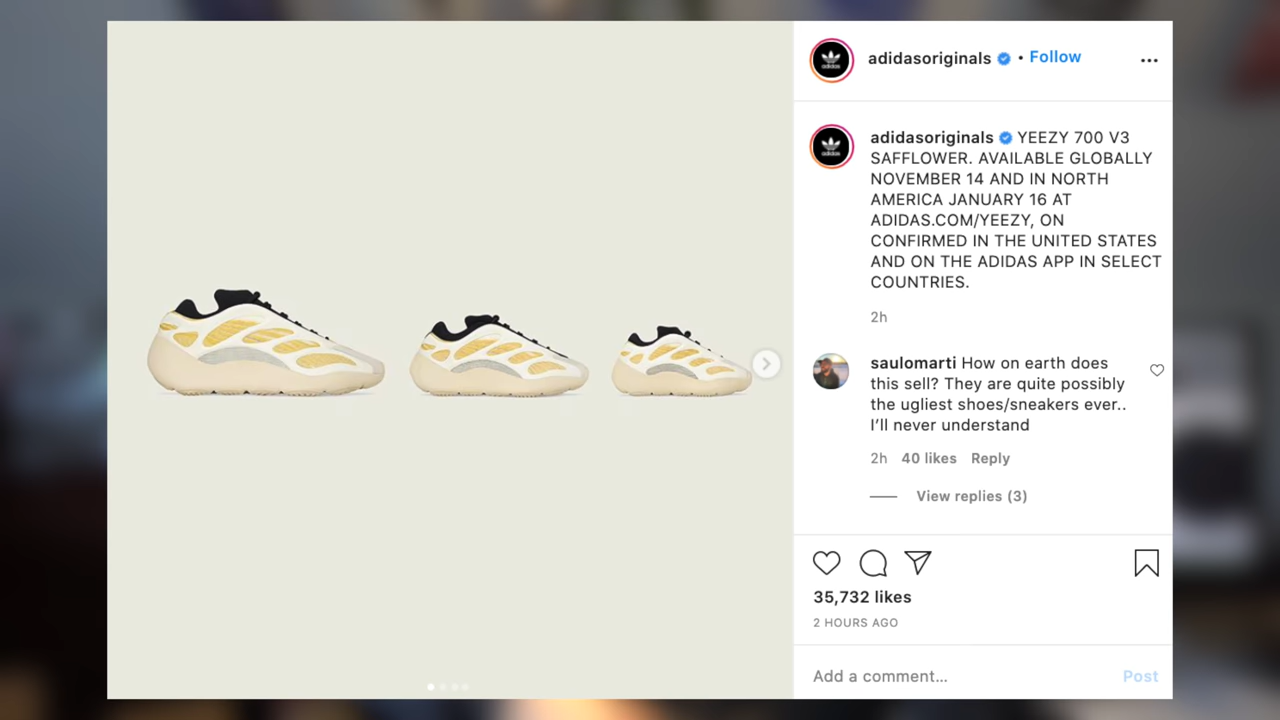 adidasoriginals • Follow
adidasoriginals YEEZY 700 V3
SAFFLOWER. AVAILABLE GLOBALLY
NOVEMBER 14 AND IN NORTH
AMERICA JANUARY 16 AT
ADIDAS.COM/YEEZY, ON
CONFIRMED IN THE UNITED STATES
AND ON THE ADIDAS APP IN SELECT
COUNTRIES.
2h
saulomarti How on earth does
this sell? They are quite possibly
the ugliest shoes/sneakers ever..
I’ll never understand
2h 40 likes Reply
View replies (3)
35,732 likes
2 HOURS AGO
Add a comment... Post